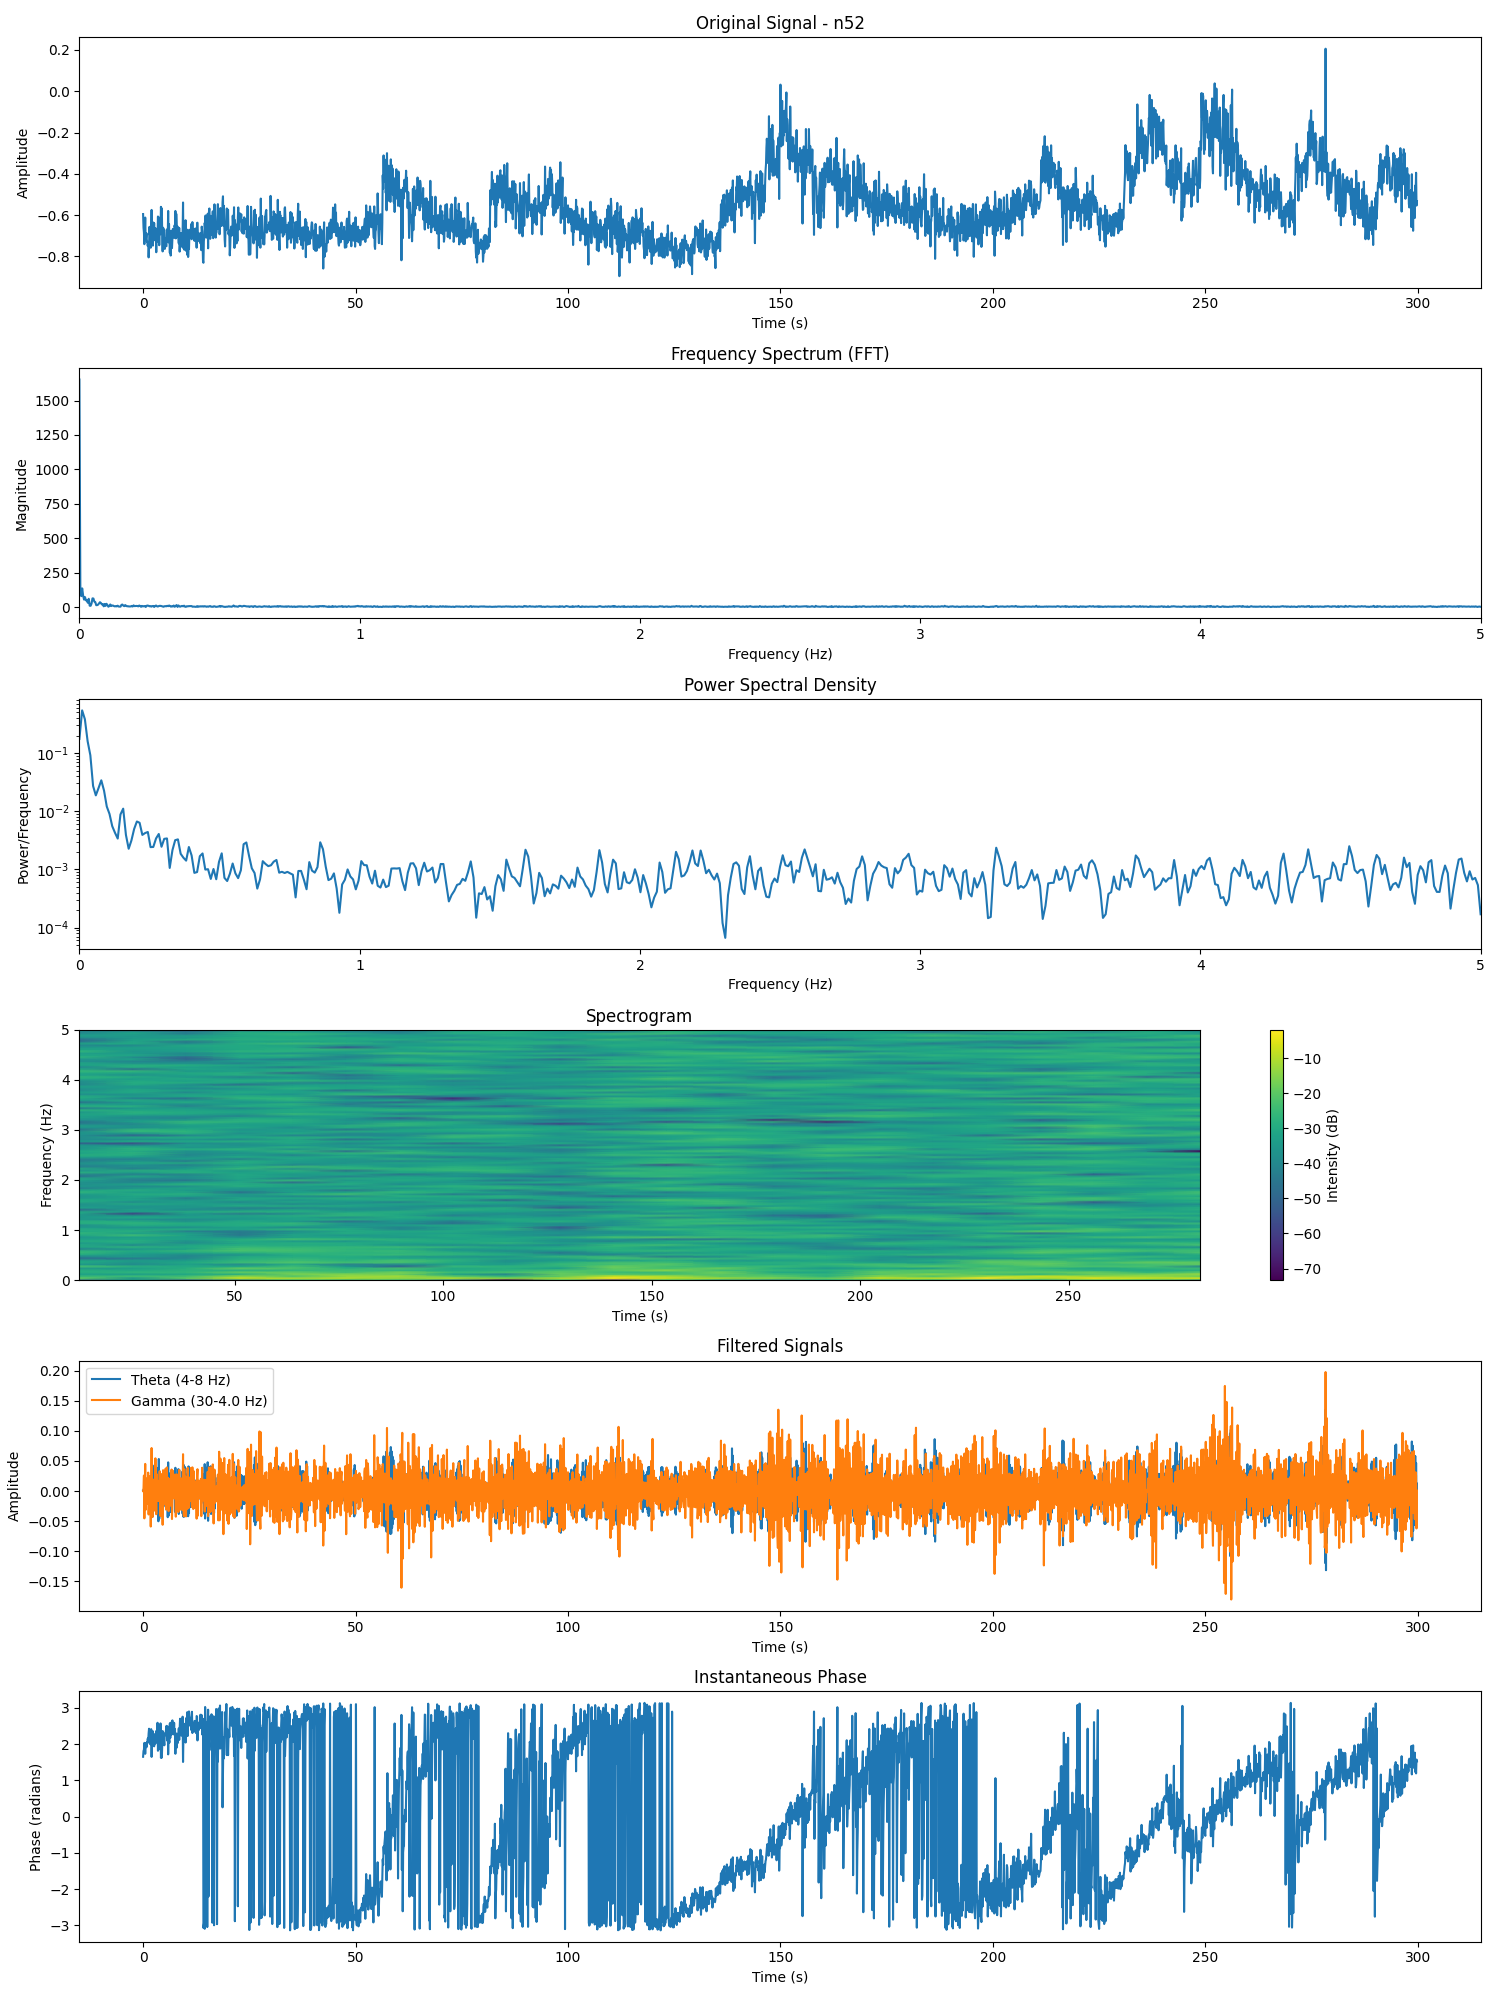 Original Signal - n52
0.2
0.0
−0.2
−0.4
−0.6
−0.8
Amplitude
0 50 100 150 200 250 300
Time (s)
Frequency Spectrum (FFT)
1500
1250
1000
750
500
250
0
Magnitude
0 1 2 3 4 5
Frequency (Hz)
Power Spectral Density
10⁻¹
10⁻²
10⁻³
10⁻⁴
Power/Frequency
0 1 2 3 4 5
Frequency (Hz)
Spectrogram
5
4
3
2
1
0
Frequency (Hz)
50 100 150 200 250
Time (s)
−10
−20
−30
−40
−50
−60
−70
Intensity (dB)
Filtered Signals
Theta (4-8 Hz)
Gamma (30-4.0 Hz)
0.20
0.15
0.10
0.05
0.00
−0.05
−0.10
−0.15
Amplitude
0 50 100 150 200 250 300
Time (s)
Instantaneous Phase
3
2
1
0
−1
−2
−3
Phase (radians)
0 50 100 150 200 250 300
Time (s)